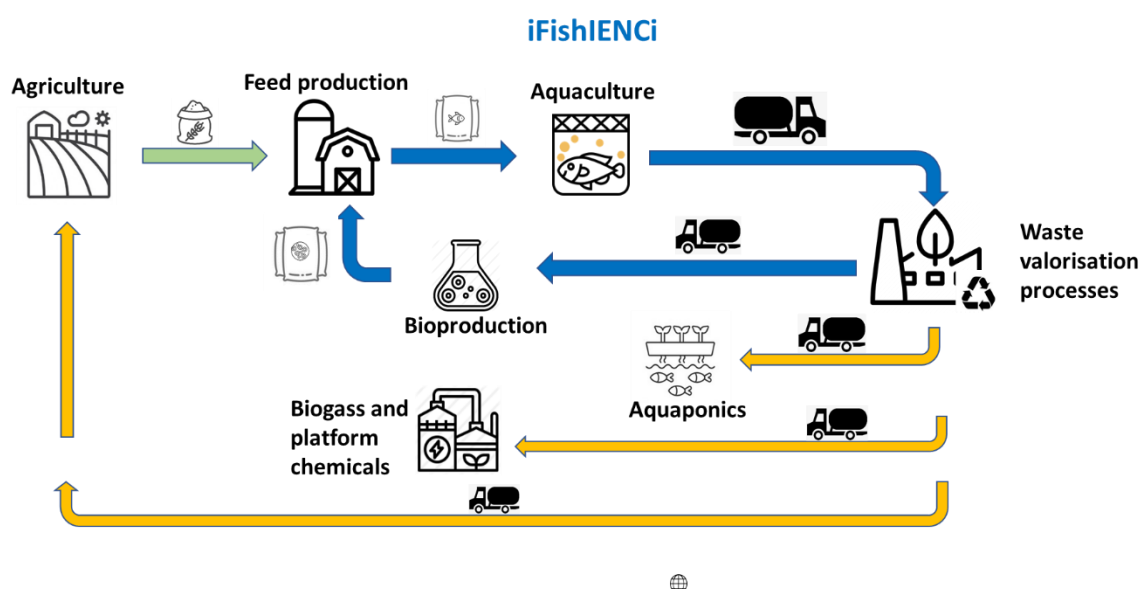 iFishIENCi
Agriculture
Feed production
Aquaculture
Waste
valorisation
processes
Bioproduction
Aquaponics
Biogass and
platform
chemicals